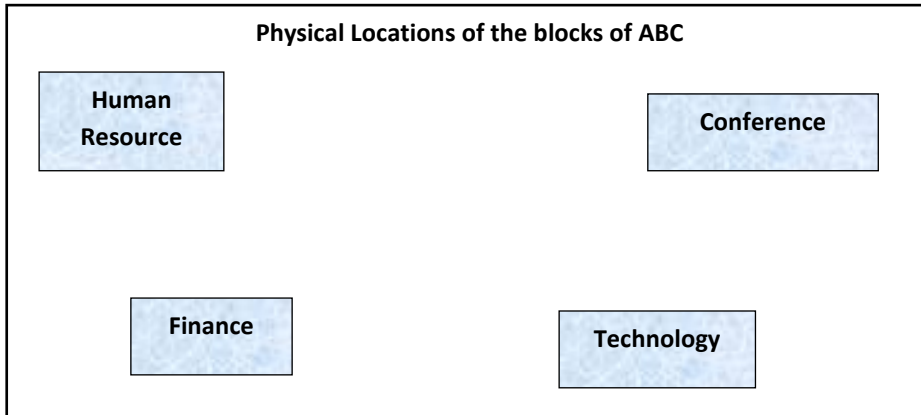 Physical Locations of the blocks of ABC
Human
Resource
Conference
Finance
Technology